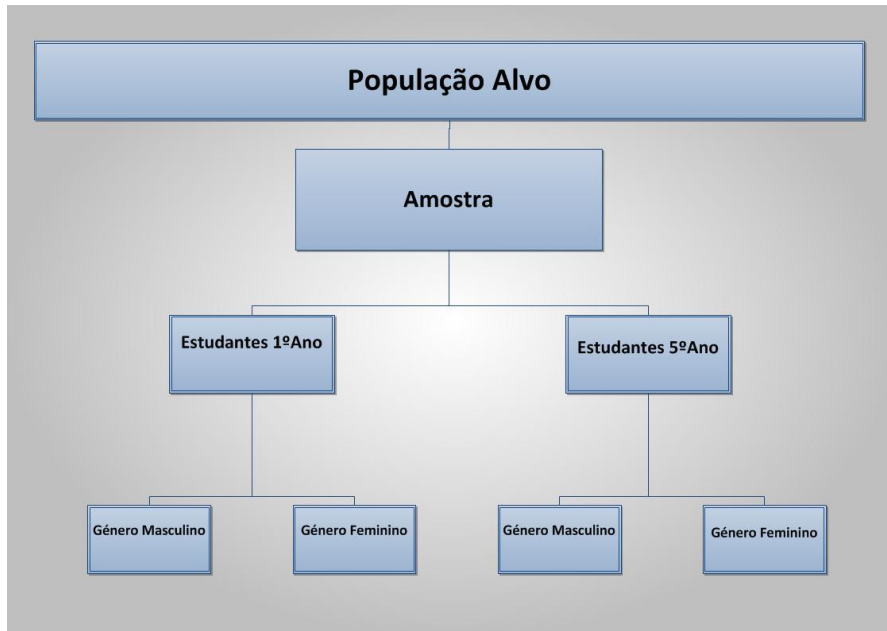 População Alvo
Amostra
Estudantes 1ºAno
Estudantes 5ºAno
Género Masculino
Género Feminino
Género Masculino
Género Feminino